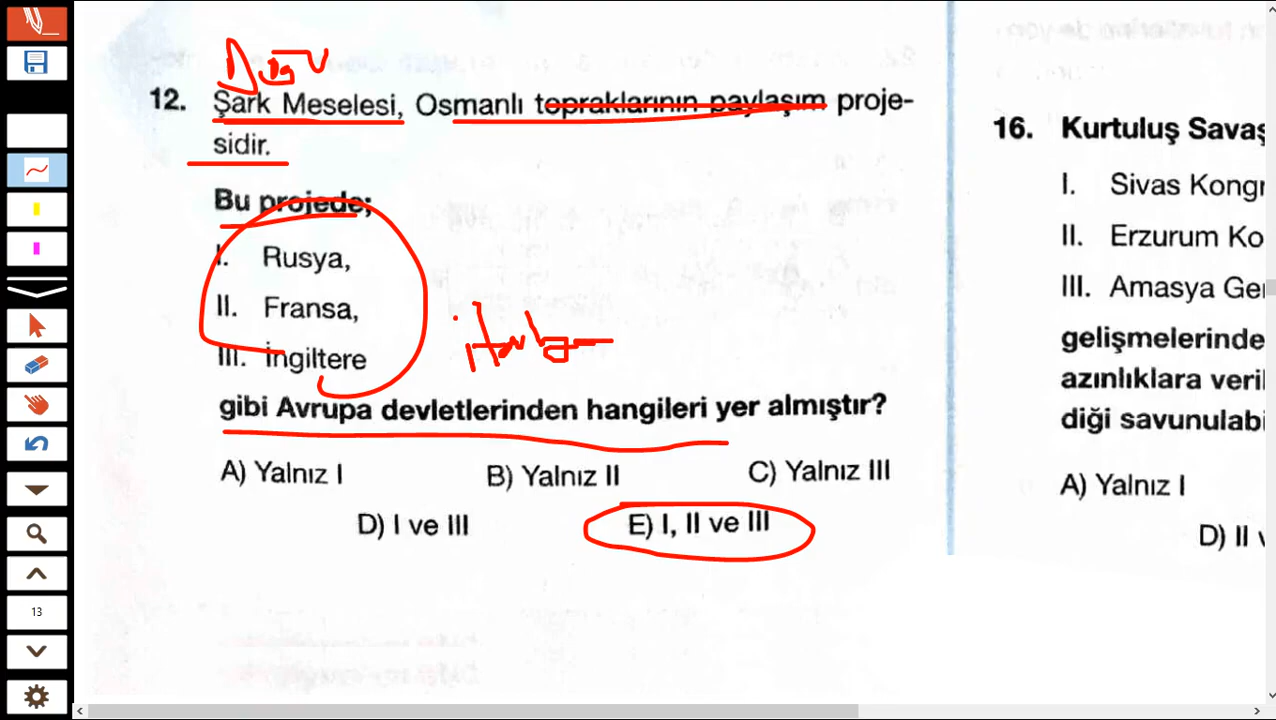 Doğu
12. Şark Meselesi, Osmanlı topraklarının paylaşım proje-
sidir.
Bu projede;
I. Rusya,
II. Fransa,
III. İngiltere
italya
gibi Avrupa devletlerinden hangileri yer almıştır?
A) Yalnız I B) Yalnız II C) Yalnız III
D) I ve III E) I, II ve III
16. Kurtuluş Savaş
I. Sivas Kongr
II. Erzurum Ko
III. Amasya Ge
gelişmelerinde
azınlıklara veri
diği savunulabi
A) Yalnız I
D) II v
13